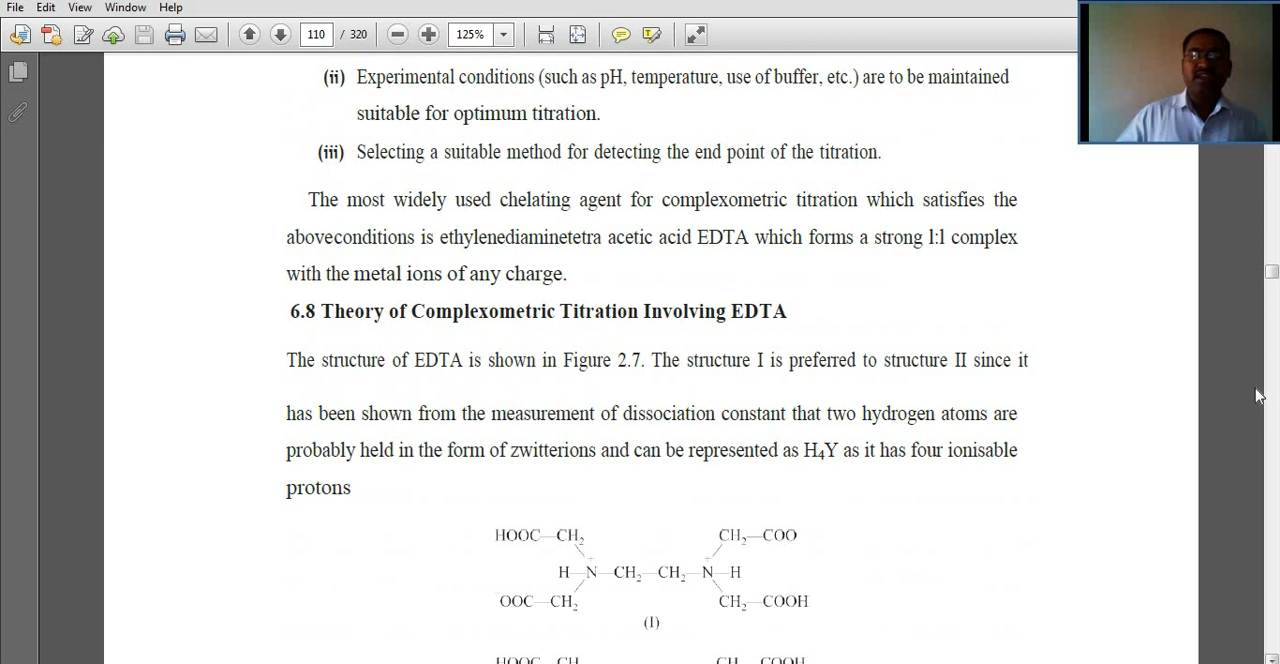 File Edit View Window Help
110 / 320 125%
(ii) Experimental conditions (such as pH, temperature, use of buffer, etc.) are to be maintained
suitable for optimum titration.
(iii) Selecting a suitable method for detecting the end point of the titration.
The most widely used chelating agent for complexometric titration which satisfies the
aboveconditions is ethylenediaminetetra acetic acid EDTA which forms a strong l:l complex
with the metal ions of any charge.
6.8 Theory of Complexometric Titration Involving EDTA
The structure of EDTA is shown in Figure 2.7. The structure I is preferred to structure II since it
has been shown from the measurement of dissociation constant that two hydrogen atoms are
probably held in the form of zwitterions and can be represented as H₄Y as it has four ionisable
protons
HOOC—CH₂ CH₂—COO
H—N—CH₂—CH₂—N—H
OOC—CH₂ CH₂—COOH
(I)
HOOC CH CH COOH